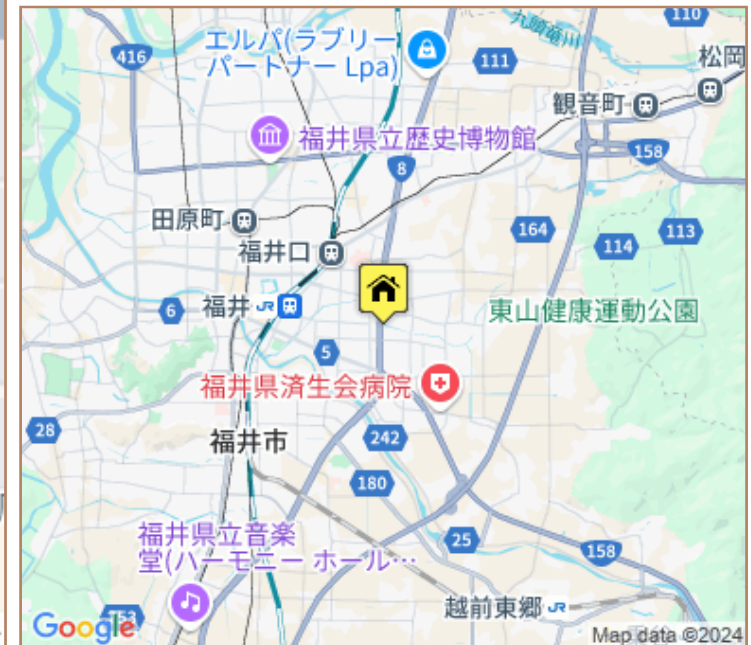 110
416
エルパ(ラブリー
パートナー Lpa)
九頭竜川
111
松岡
観音町
福井県立歴史博物館
158
8
田原町
164
113
114
福井口
福井 JR
6
東山健康運動公園
5
福井県済生会病院
28
福井市
242
180
福井県立音楽
堂(ハーモニー ホール…
25
158
越前東郷 JR
Google
Map data ©2024